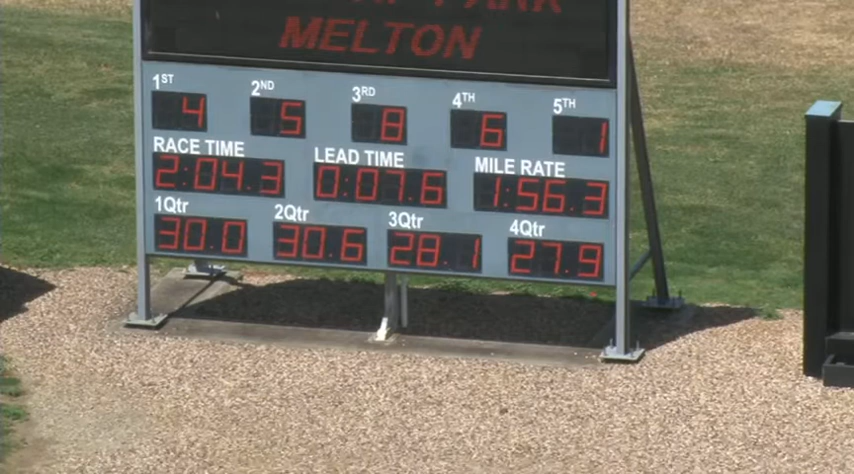 PARK
MELTON
1ST 2ND 3RD 4TH 5TH
4 5 8 6 1
RACE TIME LEAD TIME MILE RATE
2:04.3 0:07.6 1:56.3
1Qtr 2Qtr 3Qtr 4Qtr
30.0 30.6 28.1 27.9